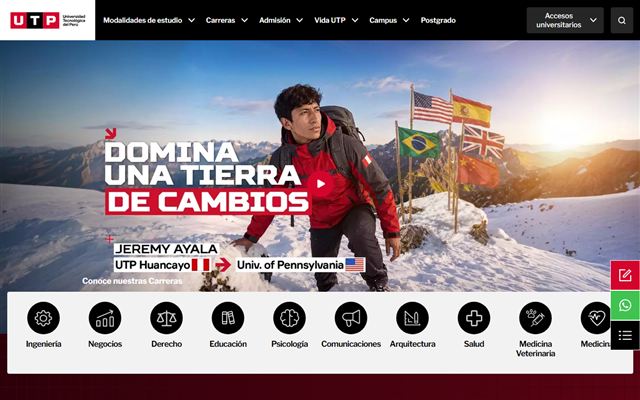 UTP Universidad Tecnológica del Perú
Modalidades de estudio
Carreras
Admisión
Vida UTP
Campus
Postgrado
Accesos universitarios
DOMINA
UNA TIERRA
DE CAMBIOS
JEREMY AYALA
UTP Huancayo
Univ. of Pennsylvania
Conoce nuestras Carreras
Ingeniería
Negocios
Derecho
Educación
Psicología
Comunicaciones
Arquitectura
Salud
Medicina Veterinaria
Medicina